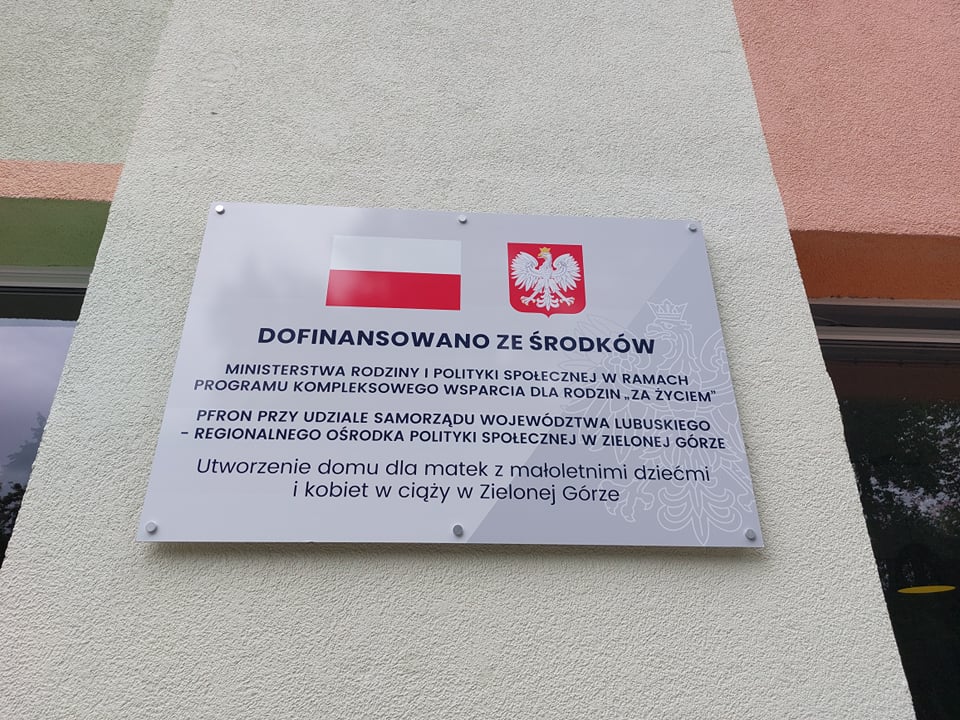 DOFINANSOWANO ZE ŚRODKÓW
MINISTERSTWA RODZINY I POLITYKI SPOŁECZNEJ W RAMACH
PROGRAMU KOMPLEKSOWEGO WSPARCIA DLA RODZIN „ZA ŻYCIEM”
PFRON PRZY UDZIALE SAMORZĄDU WOJEWÓDZTWA LUBUSKIEGO
- REGIONALNEGO OŚRODKA POLITYKI SPOŁECZNEJ W ZIELONEJ GÓRZE
Utworzenie domu dla matek z małoletnimi dziećmi
i kobiet w ciąży w Zielonej Górze